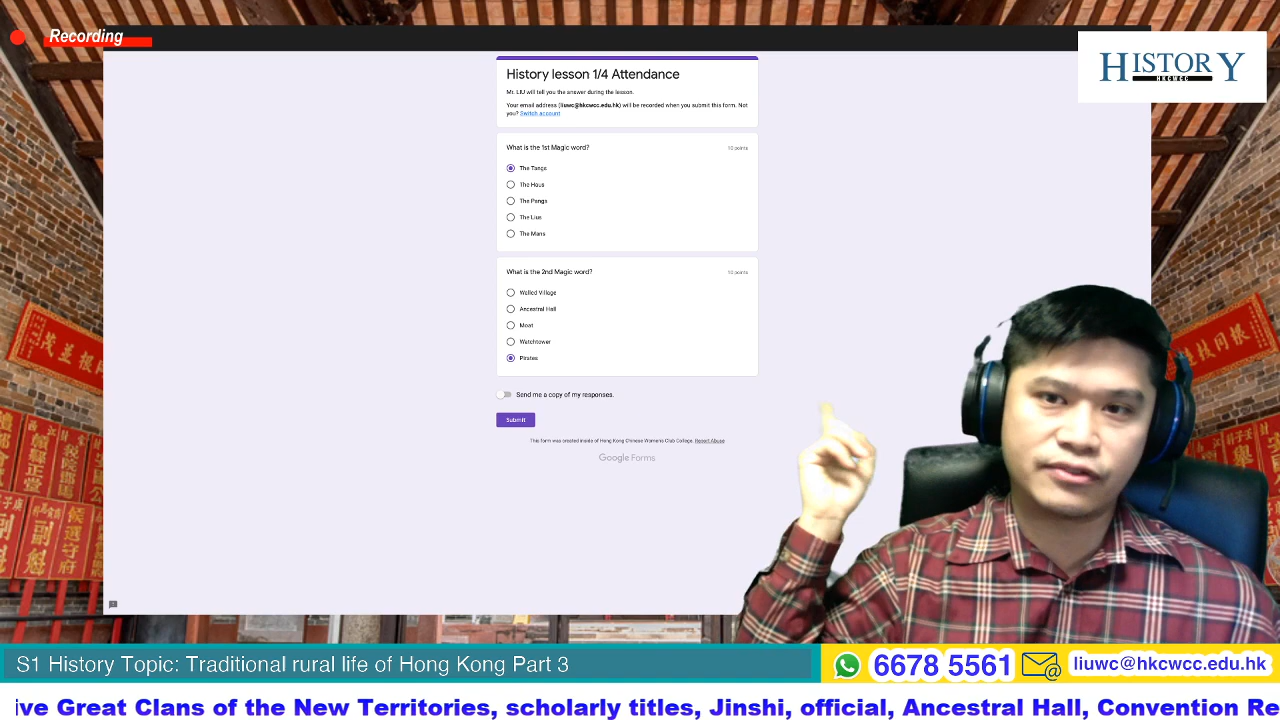 Recording
HISTORY
HKCWCC
History lesson 1/4 Attendance
Mr. LIU will tell you the answer during the lesson.
Your email address (liuwc@hkcwcc.edu.hk) will be recorded when you submit this form. Not
you? Switch account
What is the 1st Magic word?
10 points
The Tangs
The Haus
The Pangs
The Lius
The Mans
What is the 2nd Magic word?
10 points
Walled Village
Ancestral Hall
Moat
Watchtower
Pirates
Send me a copy of my responses.
Submit
This form was created inside of Hong Kong Chinese Women's Club College. Report Abuse
Google Forms
S1 History Topic: Traditional rural life of Hong Kong Part 3
6678 5561
liuwc@hkcwcc.edu.hk
ive Great Clans of the New Territories, scholarly titles, Jinshi, official, Ancestral Hall, Convention Re